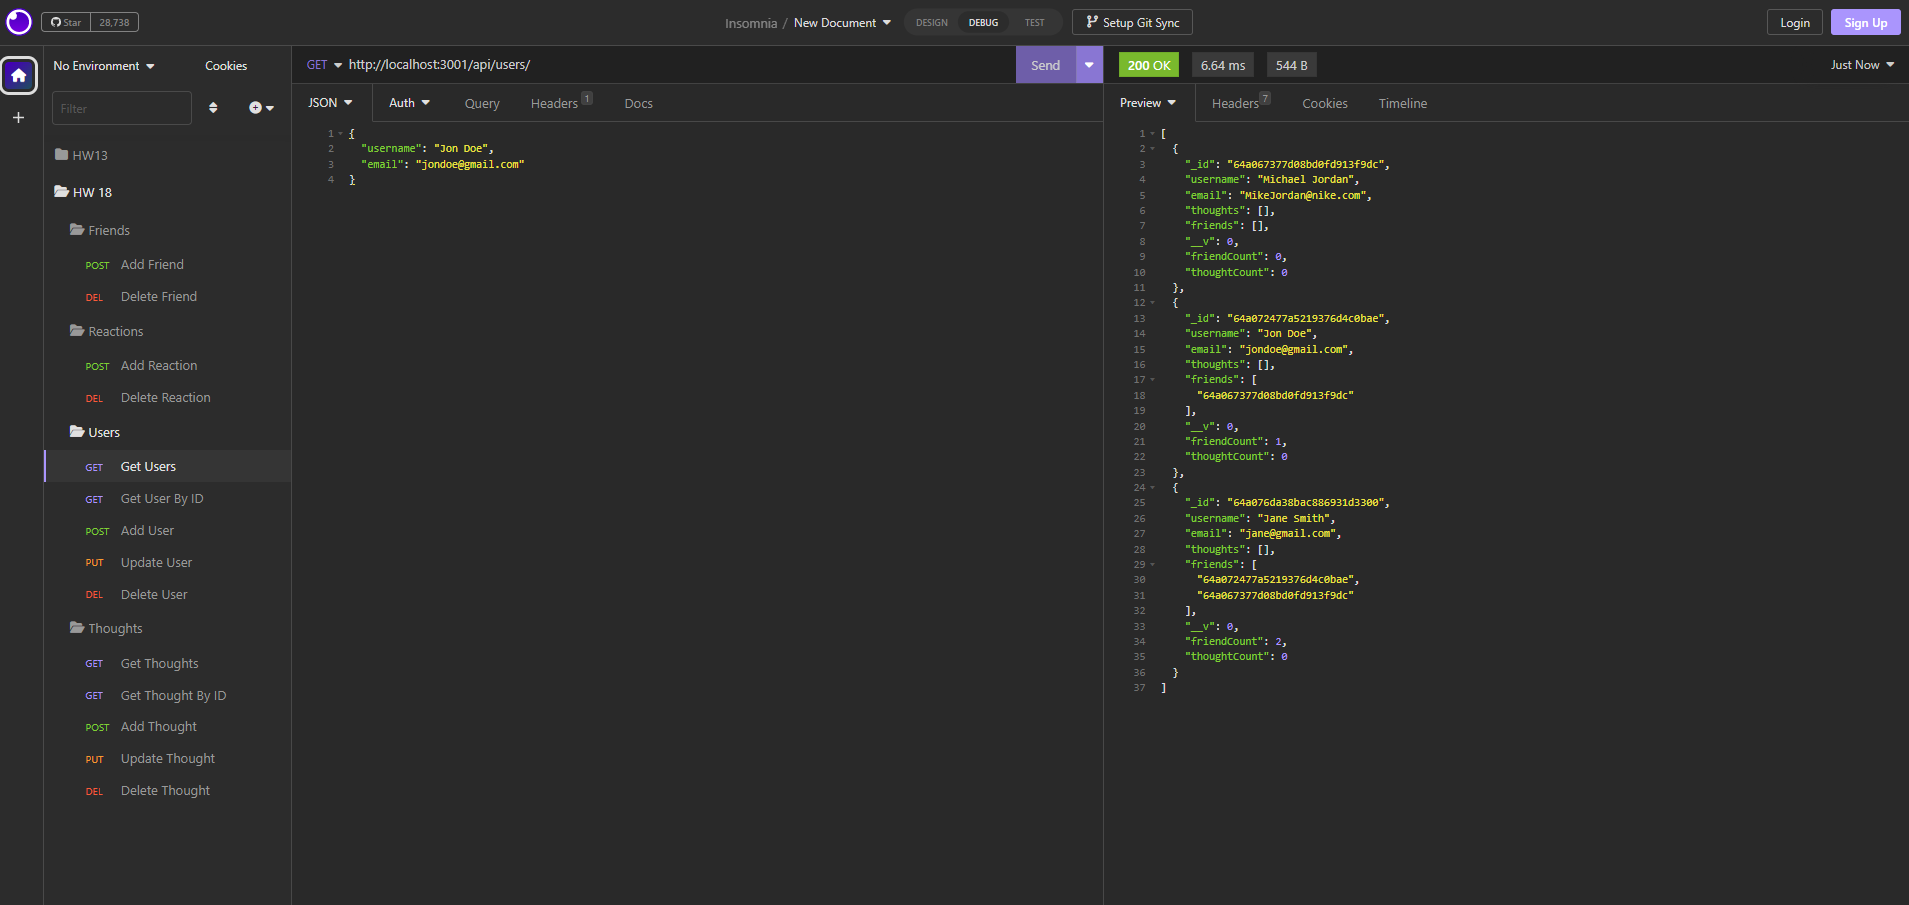 Star 28,738
Insomnia / New Document
DESIGN DEBUG TEST
Setup Git Sync
Login
Sign Up
No Environment
Cookies
Filter
HW13
HW 18
Friends
POST Add Friend
DEL Delete Friend
Reactions
POST Add Reaction
DEL Delete Reaction
Users
GET Get Users
GET Get User By ID
POST Add User
PUT Update User
DEL Delete User
Thoughts
GET Get Thoughts
GET Get Thought By ID
POST Add Thought
PUT Update Thought
DEL Delete Thought
GET http://localhost:3001/api/users/
Send
JSON Auth Query Headers 1 Docs
1 {
2 "username": "Jon Doe",
3 "email": "jondoe@gmail.com"
4 }
200 OK 6.64 ms 544 B
Just Now
Preview Headers 7 Cookies Timeline
1 [
2 {
3 "_id": "64a067377d08bd0fd913f9dc",
4 "username": "Michael Jordan",
5 "email": "MikeJordan@nike.com",
6 "thoughts": [],
7 "friends": [],
8 "__v": 0,
9 "friendCount": 0,
10 "thoughtCount": 0
11 },
12 {
13 "_id": "64a072477a5219376d4c0bae",
14 "username": "Jon Doe",
15 "email": "jondoe@gmail.com",
16 "thoughts": [],
17 "friends": [
18 "64a067377d08bd0fd913f9dc"
19 ],
20 "__v": 0,
21 "friendCount": 1,
22 "thoughtCount": 0
23 },
24 {
25 "_id": "64a076da38bac886931d3300",
26 "username": "Jane Smith",
27 "email": "jane@gmail.com",
28 "thoughts": [],
29 "friends": [
30 "64a072477a5219376d4c0bae",
31 "64a067377d08bd0fd913f9dc"
32 ],
33 "__v": 0,
34 "friendCount": 2,
35 "thoughtCount": 0
36 }
37 ]